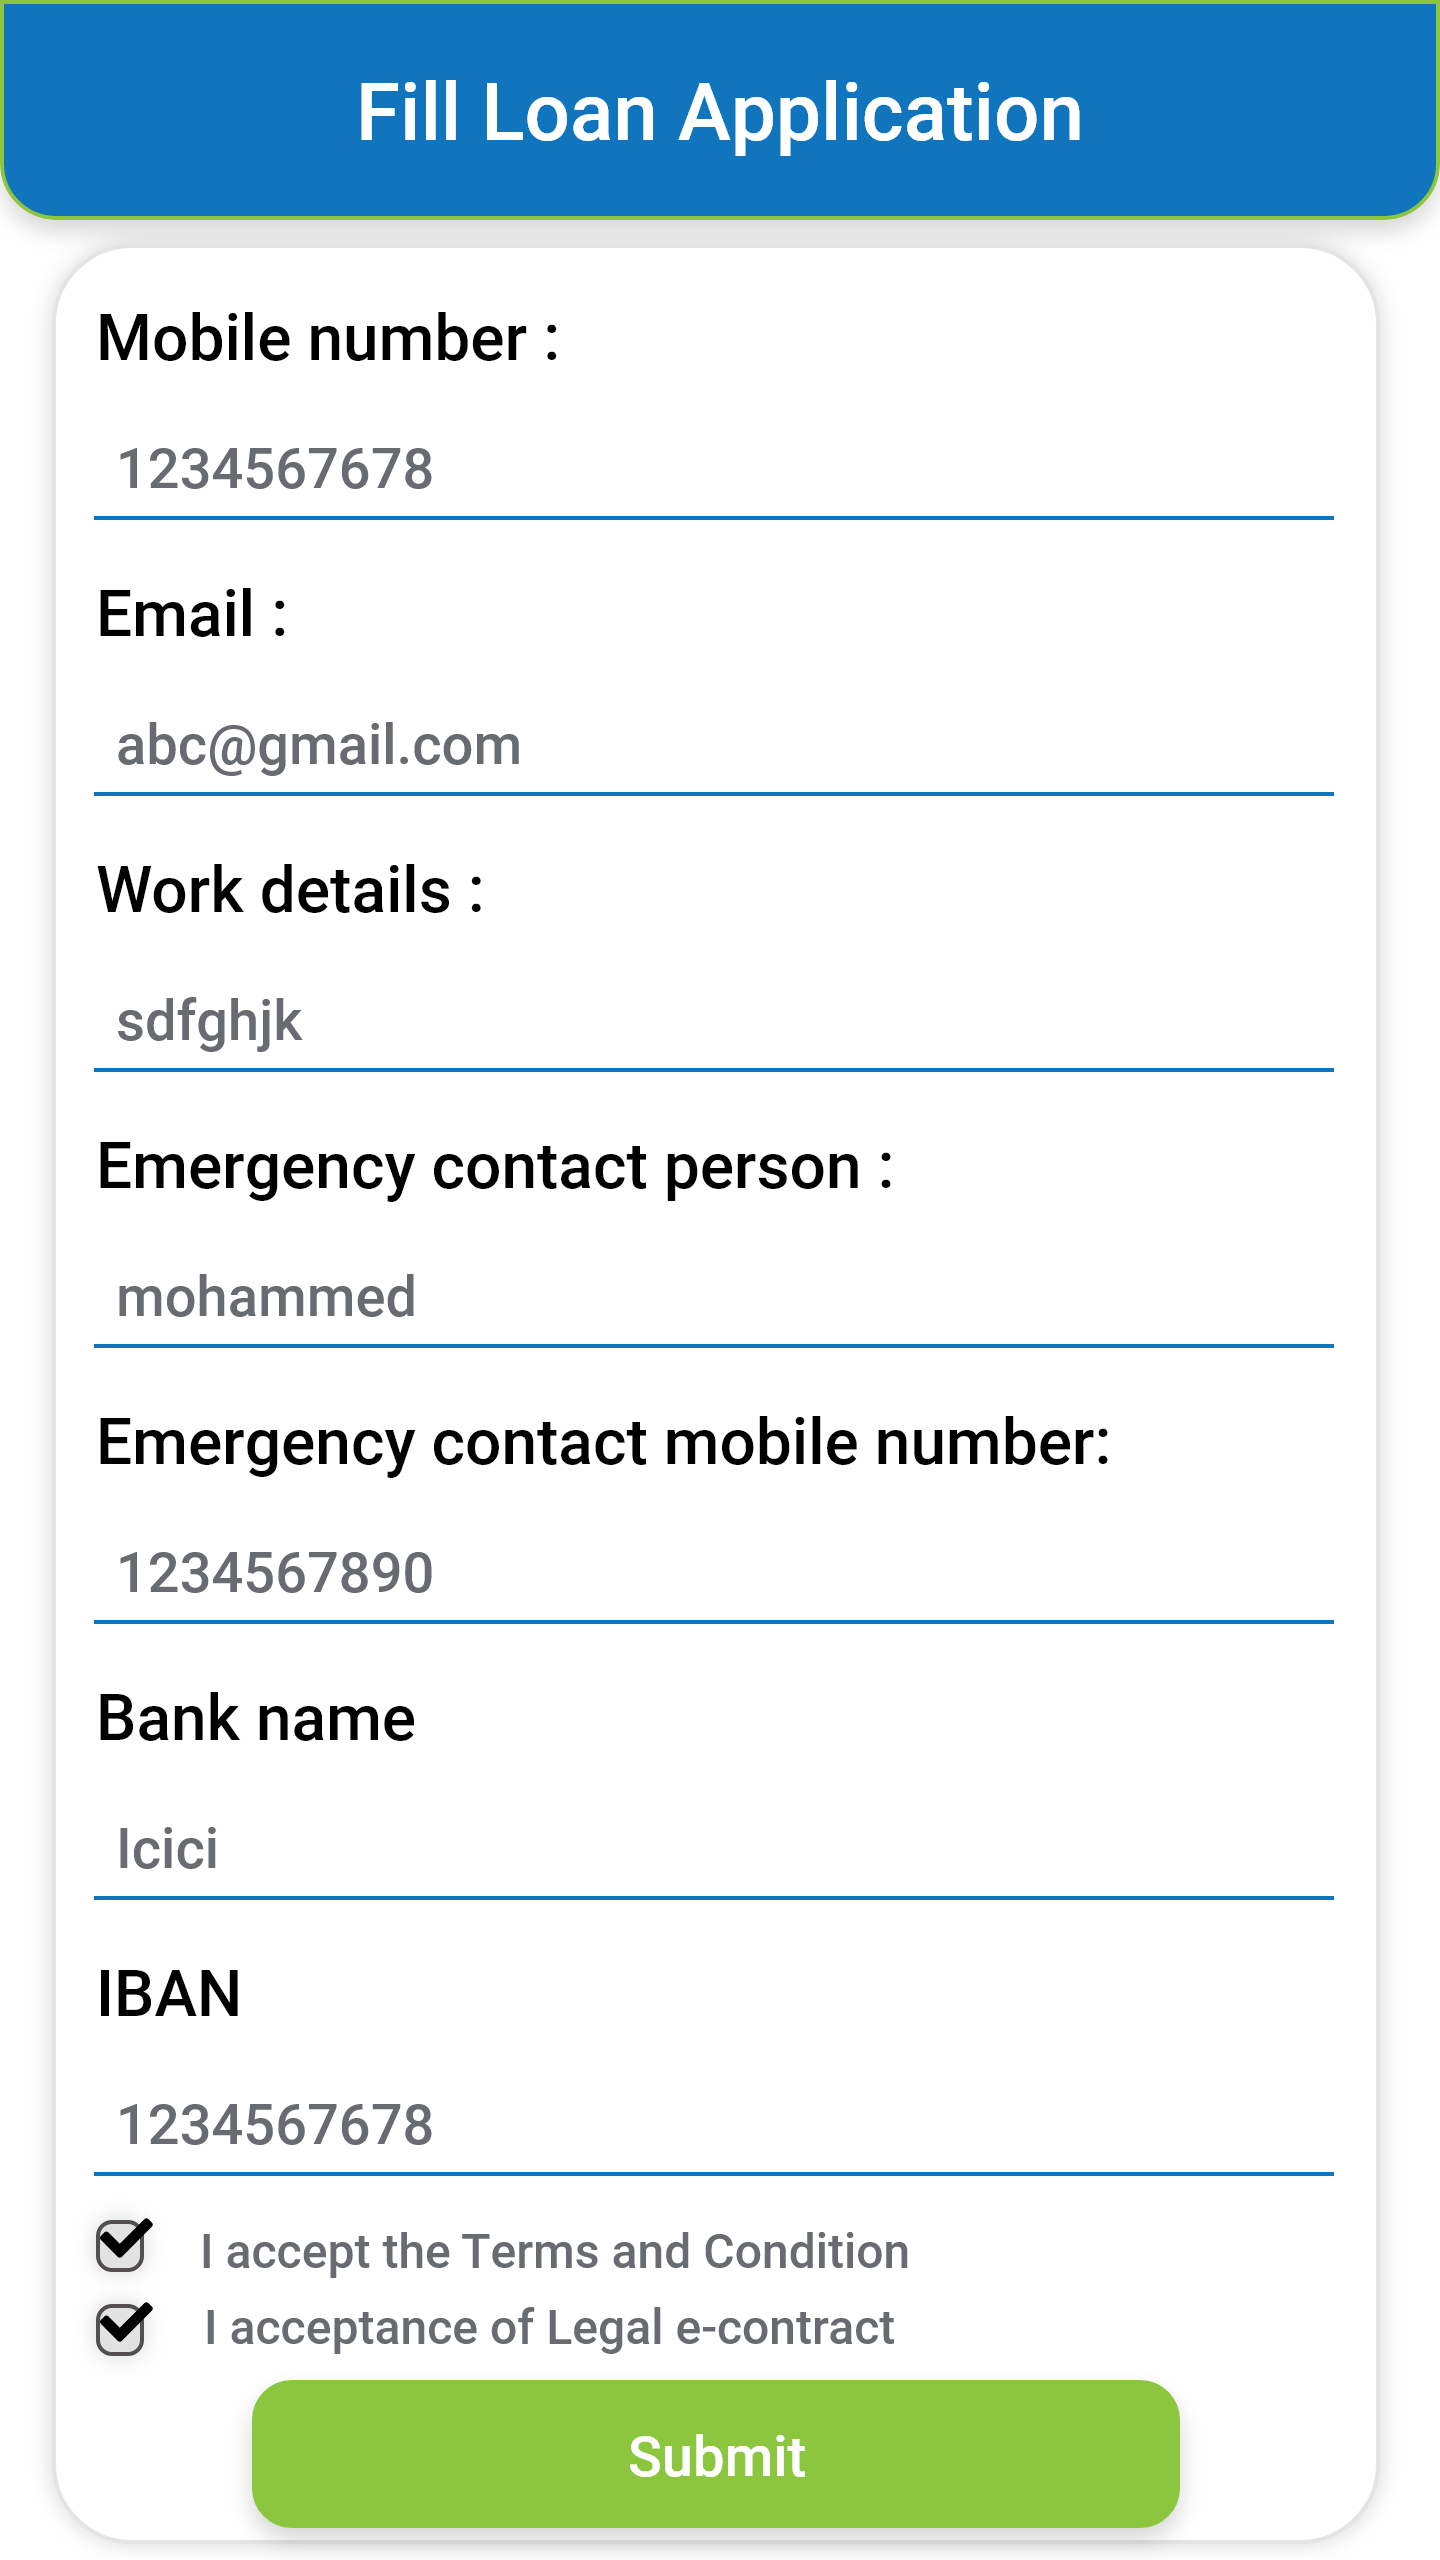 Fill Loan Application
Mobile number :
1234567678
Email :
abc@gmail.com
Work details :
sdfghjk
Emergency contact person :
mohammed
Emergency contact mobile number:
1234567890
Bank name
Icici
IBAN
1234567678
I accept the Terms and Condition
I acceptance of Legal e-contract
Submit